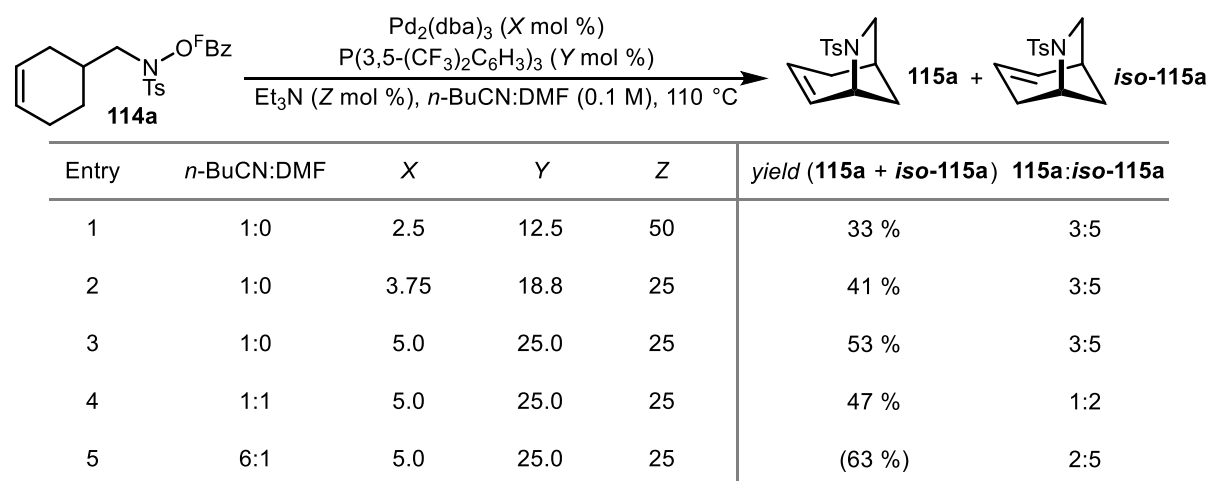 Pd2(dba)3 (X mol %)
P(3,5-(CF3)2C6H3)3 (Y mol %)
Et3N (Z mol %), n-BuCN:DMF (0.1 M), 110 °C
N
OFBz
Ts
114a
TsN
115a
+
TsN
iso-115a
Entry n-BuCN:DMF X Y Z yield (115a + iso-115a) 115a:iso-115a
1 1:0 2.5 12.5 50 33 % 3:5
2 1:0 3.75 18.8 25 41 % 3:5
3 1:0 5.0 25.0 25 53 % 3:5
4 1:1 5.0 25.0 25 47 % 1:2
5 6:1 5.0 25.0 25 (63 %) 2:5